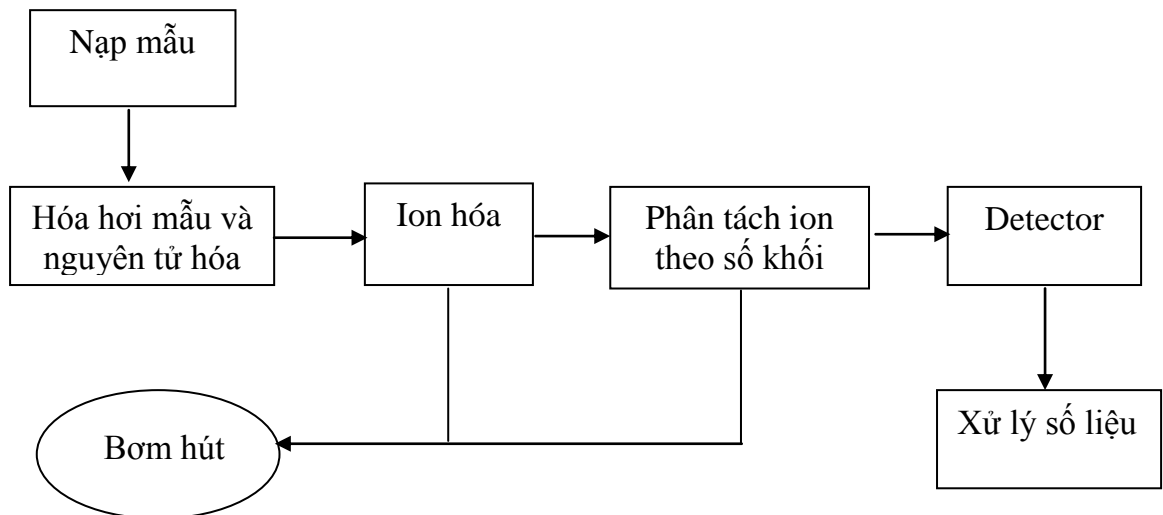 Nạp mẫu
Hóa hơi mẫu và
nguyên tử hóa
Ion hóa
Phân tách ion
theo số khối
Detector
Bơm hút
Xử lý số liệu